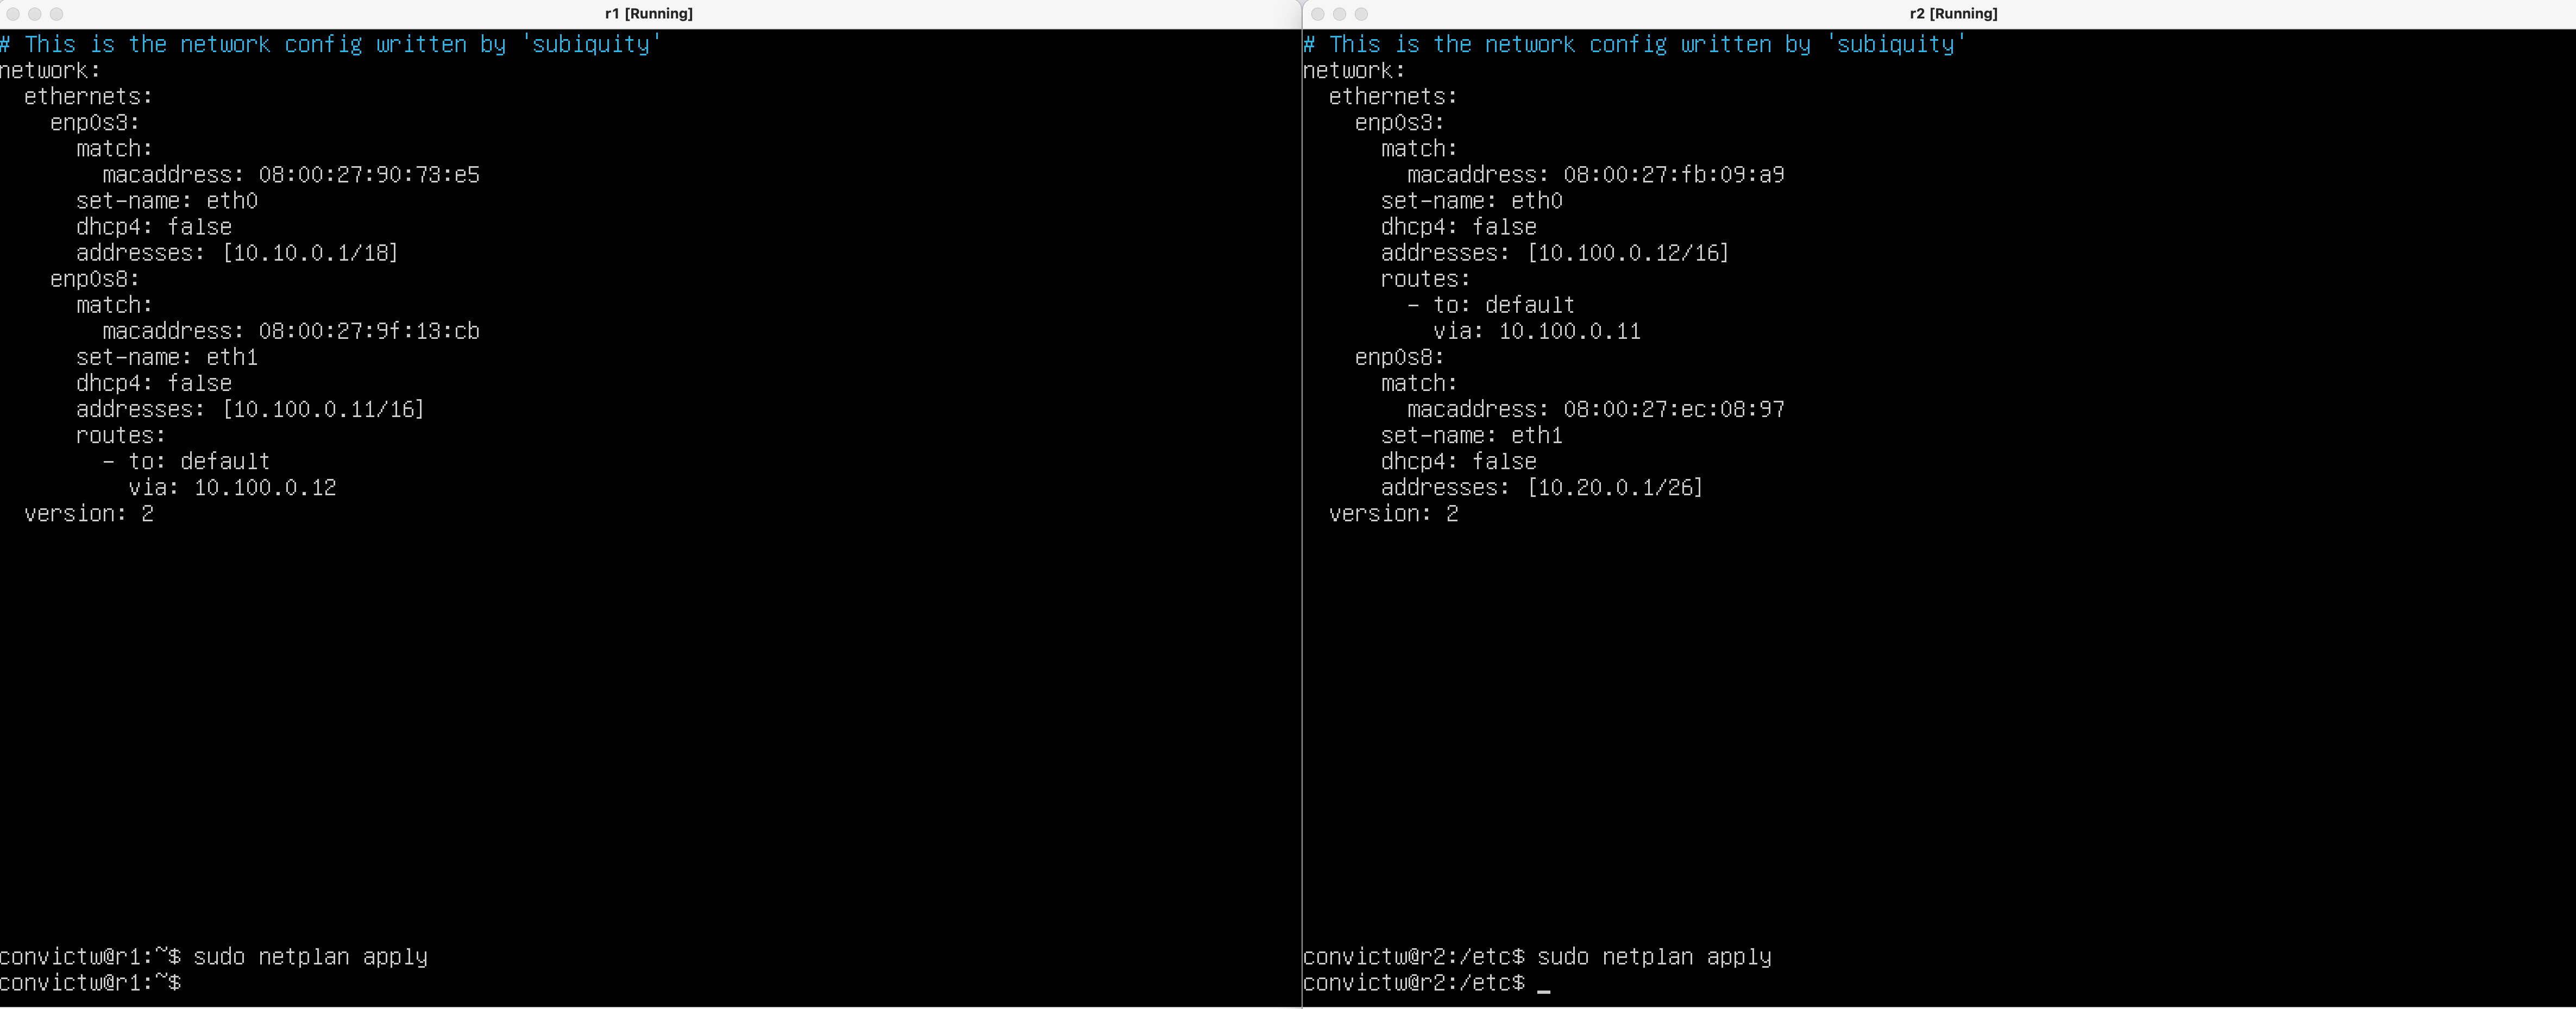 r1 [Running]
# This is the network config written by 'subiquity'
network:
  ethernets:
    enp0s3:
      match:
        macaddress: 08:00:27:90:73:e5
      set-name: eth0
      dhcp4: false
      addresses: [10.10.0.1/18]
    enp0s8:
      match:
        macaddress: 08:00:27:9f:13:cb
      set-name: eth1
      dhcp4: false
      addresses: [10.100.0.11/16]
      routes:
        - to: default
          via: 10.100.0.12
  version: 2
convictw@r1:~$ sudo netplan apply
convictw@r1:~$
r2 [Running]
# This is the network config written by 'subiquity'
network:
  ethernets:
    enp0s3:
      match:
        macaddress: 08:00:27:fb:09:a9
      set-name: eth0
      dhcp4: false
      addresses: [10.100.0.12/16]
      routes:
        - to: default
          via: 10.100.0.11
    enp0s8:
      match:
        macaddress: 08:00:27:ec:08:97
      set-name: eth1
      dhcp4: false
      addresses: [10.20.0.1/26]
  version: 2
convictw@r2:/etc$ sudo netplan apply
convictw@r2:/etc$ _